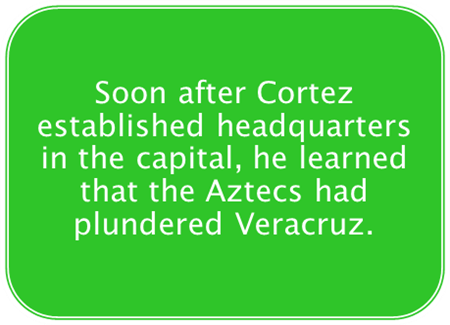 Soon after Cortez
established headquarters
in the capital, he learned
that the Aztecs had
plundered Veracruz.